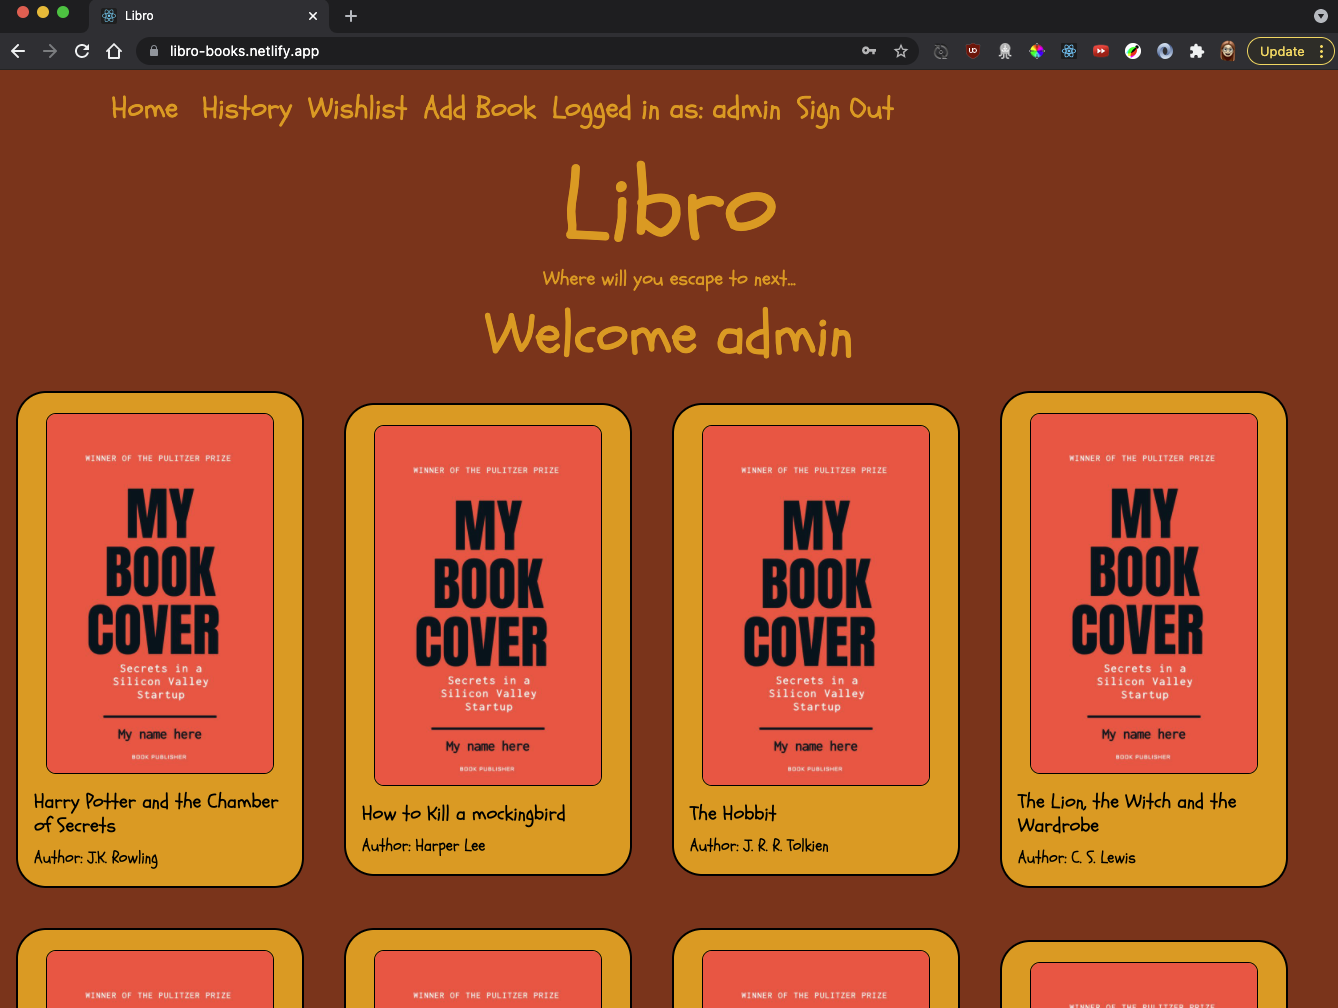 Libro
libro-books.netlify.app
Update
Home History Wishlist Add Book Logged in as: admin Sign Out
Libro
Where will you escape to next...
Welcome admin
WINNER OF THE PULITZER PRIZE
MY
BOOK
COVER
Secrets in a
Silicon Valley
Startup
My name here
BOOK PUBLISHER
Harry Potter and the Chamber
of Secrets
Author: J.K. Rowling
WINNER OF THE PULITZER PRIZE
MY
BOOK
COVER
Secrets in a
Silicon Valley
Startup
My name here
BOOK PUBLISHER
How to Kill a mockingbird
Author: Harper Lee
WINNER OF THE PULITZER PRIZE
MY
BOOK
COVER
Secrets in a
Silicon Valley
Startup
My name here
BOOK PUBLISHER
The Hobbit
Author: J. R. R. Tolkien
WINNER OF THE PULITZER PRIZE
MY
BOOK
COVER
Secrets in a
Silicon Valley
Startup
My name here
BOOK PUBLISHER
The Lion, the Witch and the
Wardrobe
Author: C. S. Lewis
WINNER OF THE PULITZER PRIZE
WINNER OF THE PULITZER PRIZE
WINNER OF THE PULITZER PRIZE
WINNER OF THE PULITZER PRIZE